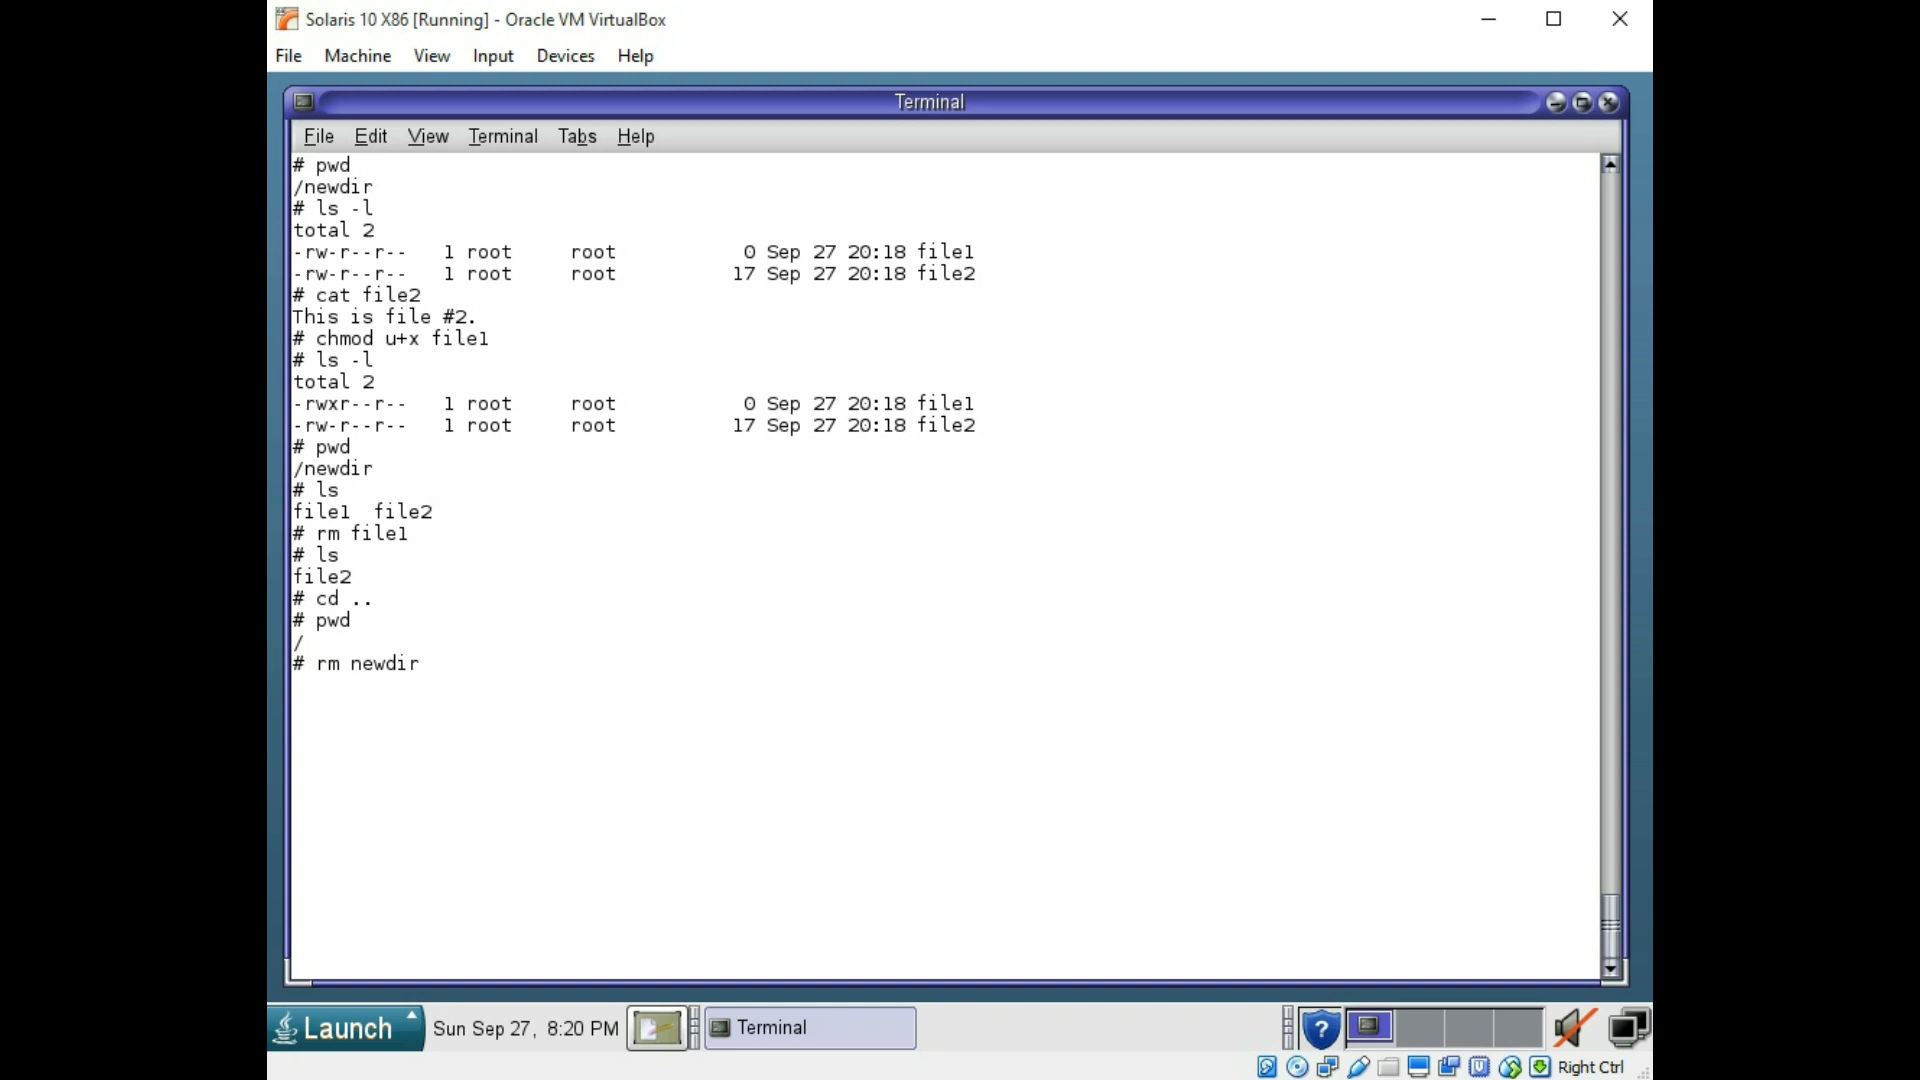 Solaris 10 X86 [Running] - Oracle VM VirtualBox
File Machine View Input Devices Help
Terminal
File Edit View Terminal Tabs Help
# pwd
/newdir
# ls -l
total 2
-rw-r--r--   1 root     root           0 Sep 27 20:18 file1
-rw-r--r--   1 root     root          17 Sep 27 20:18 file2
# cat file2
This is file #2.
# chmod u+x file1
# ls -l
total 2
-rwxr--r--   1 root     root           0 Sep 27 20:18 file1
-rw-r--r--   1 root     root          17 Sep 27 20:18 file2
# pwd
/newdir
# ls
file1  file2
# rm file1
# ls
file2
# cd ..
# pwd
/
# rm newdir
Launch Sun Sep 27, 8:20 PM Terminal ?
Right Ctrl